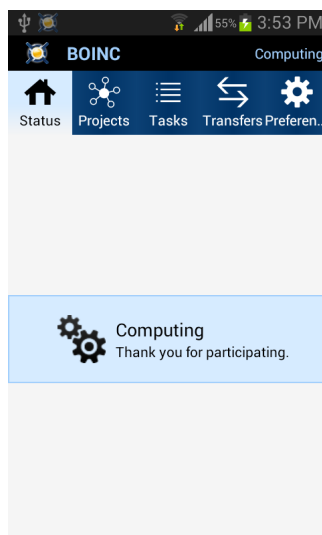 55% 3:53 PM
BOINC Computing
Status Projects Tasks Transfers Preferen..
Computing
Thank you for participating.